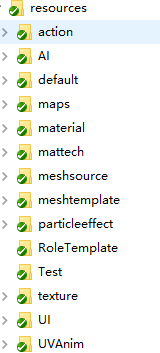 resources
action
AI
default
maps
material
mattech
meshsource
meshtemplate
particleeffect
RoleTemplate
Test
texture
UI
UVAnim